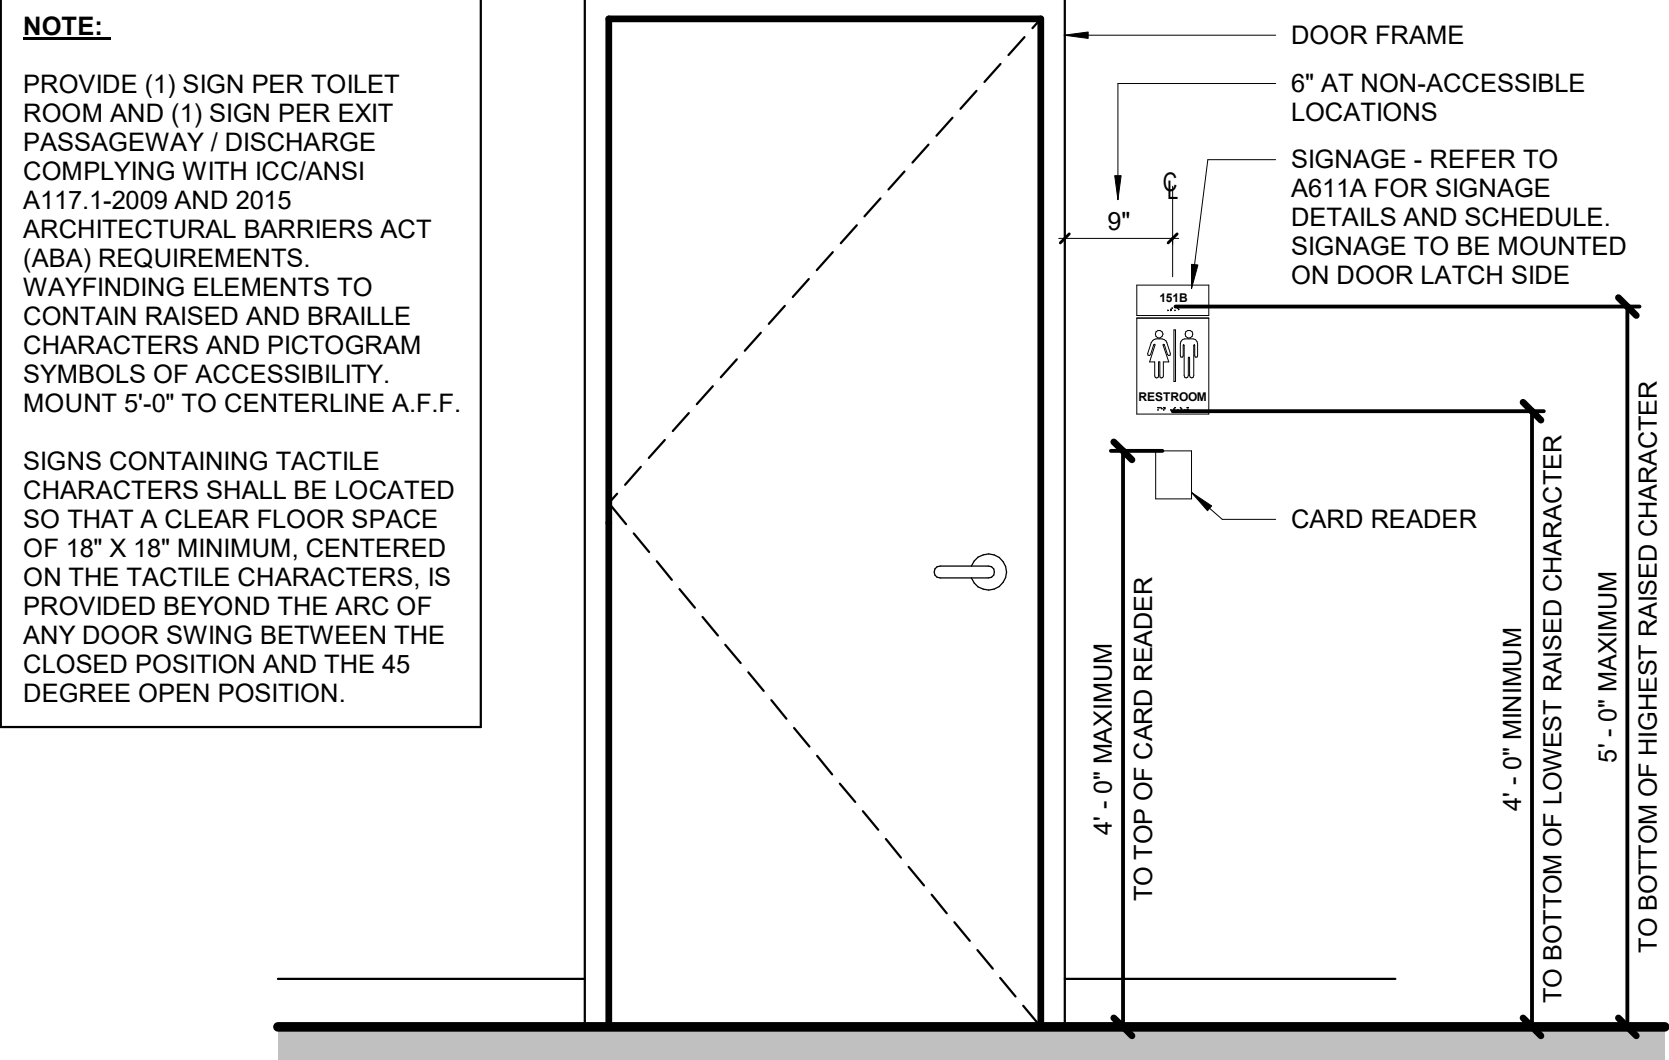 NOTE:
PROVIDE (1) SIGN PER TOILET
ROOM AND (1) SIGN PER EXIT
PASSAGEWAY / DISCHARGE
COMPLYING WITH ICC/ANSI
A117.1-2009 AND 2015
ARCHITECTURAL BARRIERS ACT
(ABA) REQUIREMENTS.
WAYFINDING ELEMENTS TO
CONTAIN RAISED AND BRAILLE
CHARACTERS AND PICTOGRAM
SYMBOLS OF ACCESSIBILITY.
MOUNT 5'-0" TO CENTERLINE A.F.F.
SIGNS CONTAINING TACTILE
CHARACTERS SHALL BE LOCATED
SO THAT A CLEAR FLOOR SPACE
OF 18" X 18" MINIMUM, CENTERED
ON THE TACTILE CHARACTERS, IS
PROVIDED BEYOND THE ARC OF
ANY DOOR SWING BETWEEN THE
CLOSED POSITION AND THE 45
DEGREE OPEN POSITION.
DOOR FRAME
6" AT NON-ACCESSIBLE
LOCATIONS
SIGNAGE - REFER TO
A611A FOR SIGNAGE
DETAILS AND SCHEDULE.
SIGNAGE TO BE MOUNTED
ON DOOR LATCH SIDE
℄
9"
151B
RESTROOM
CARD READER
4' - 0" MAXIMUM
TO TOP OF CARD READER
4' - 0" MINIMUM
TO BOTTOM OF LOWEST RAISED CHARACTER
5' - 0" MAXIMUM
TO BOTTOM OF HIGHEST RAISED CHARACTER